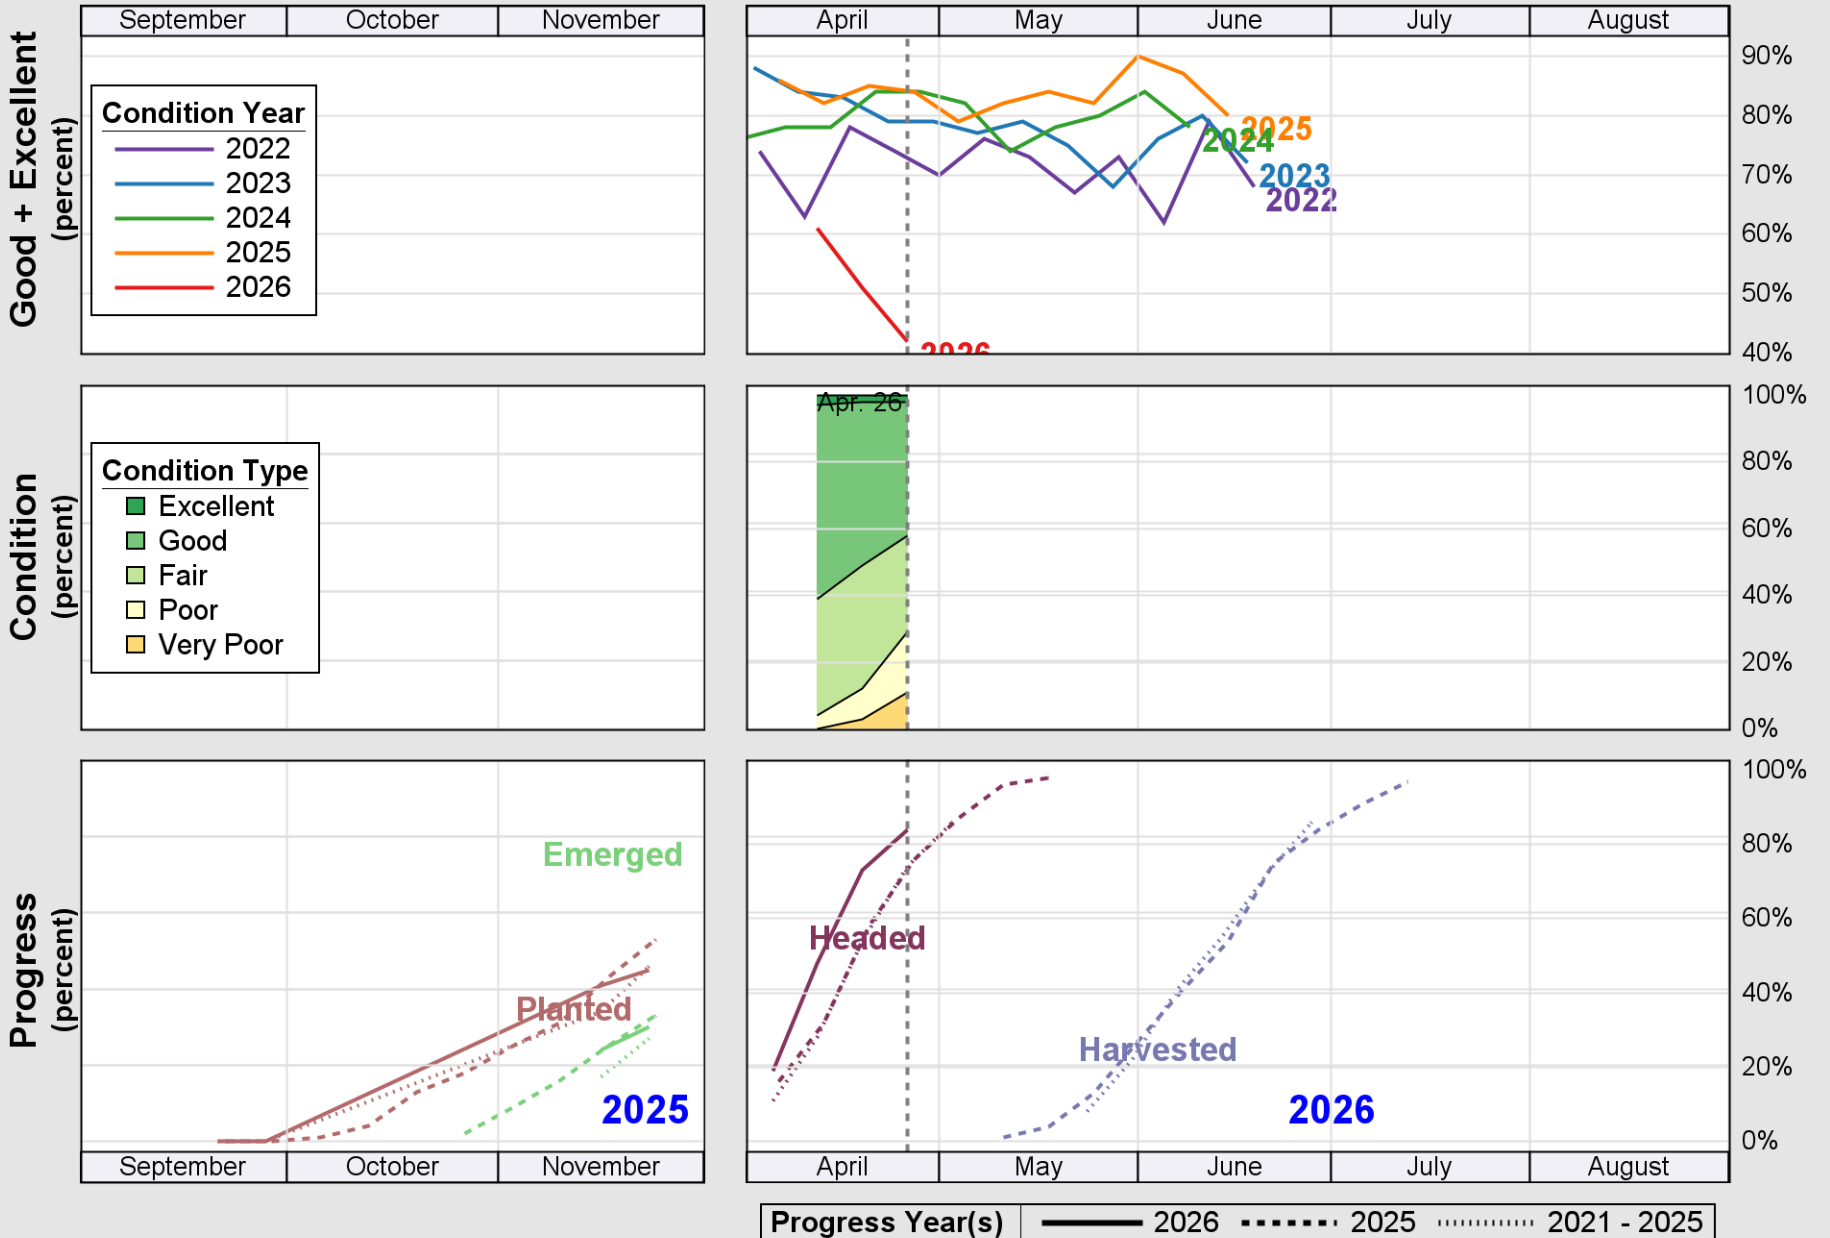 September October November April May June July August
Good + Excellent
(percent)
Condition Year
2022
2023
2024
2025
2026
2025
2024
2023
2022
2026
90%
80%
70%
60%
50%
40%
Condition
(percent)
Condition Type
Excellent
Good
Fair
Poor
Very Poor
Apr. 26
100%
80%
60%
40%
20%
0%
Progress
(percent)
Emerged
Planted
2025
Headed
Harvested
2026
100%
80%
60%
40%
20%
0%
September October November April May June July August
Progress Year(s) 2026 2025 2021 - 2025